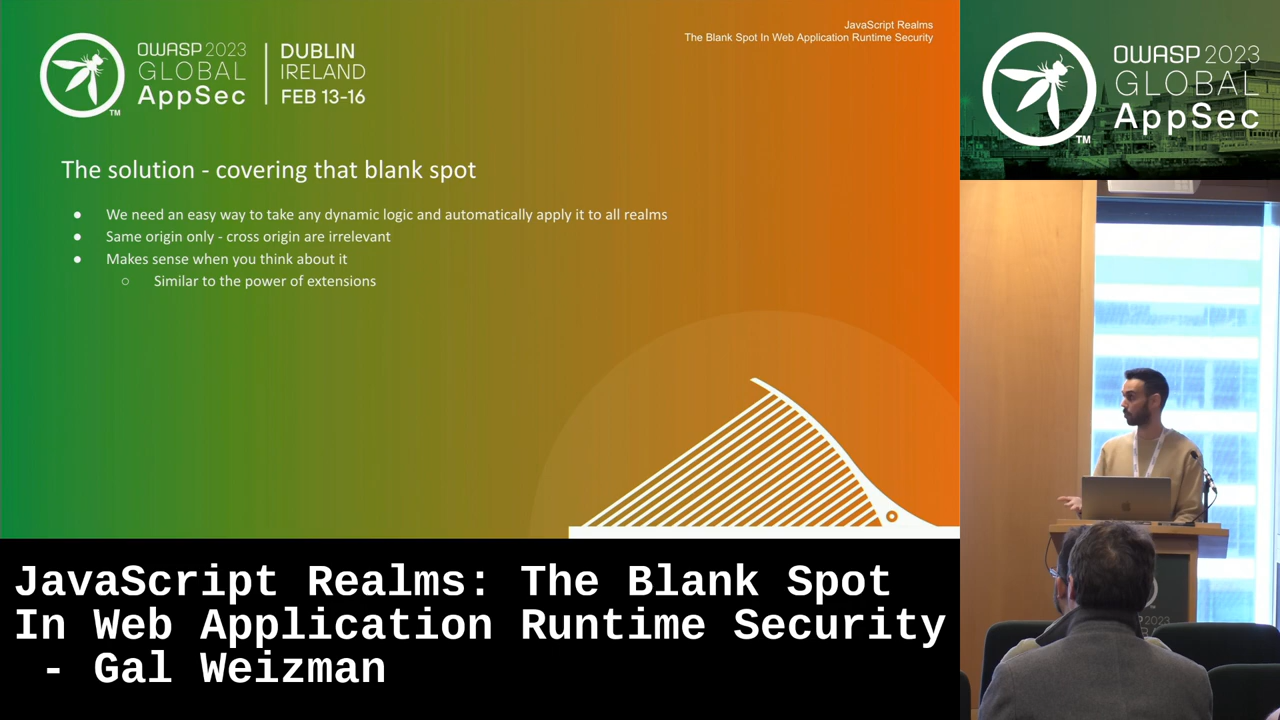 OWASP 2023
GLOBAL
AppSec
TM
DUBLIN
IRELAND
FEB 13-16
JavaScript Realms
The Blank Spot In Web Application Runtime Security
The solution - covering that blank spot
● We need an easy way to take any dynamic logic and automatically apply it to all realms
● Same origin only - cross origin are irrelevant
● Makes sense when you think about it
○ Similar to the power of extensions
JavaScript Realms: The Blank Spot
In Web Application Runtime Security
- Gal Weizman
OWASP 2023
GLOBAL
AppSec
TM